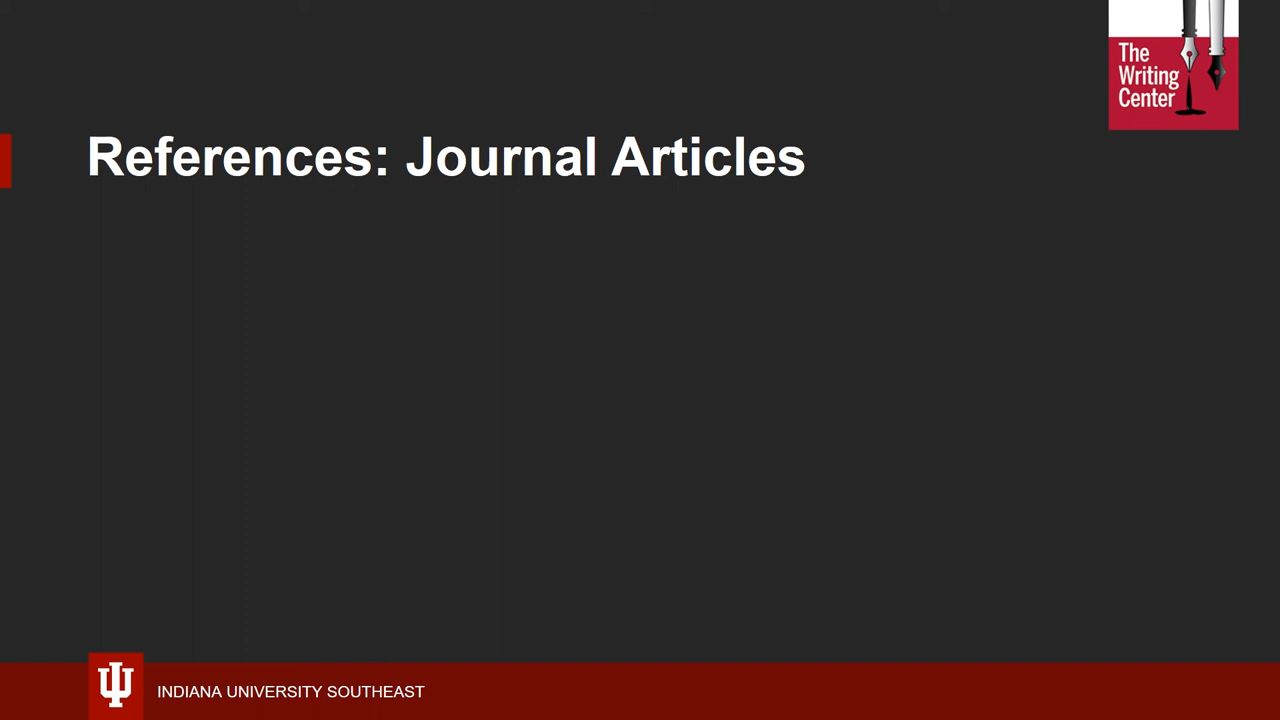 The
Writing
Center
References: Journal Articles
INDIANA UNIVERSITY SOUTHEAST